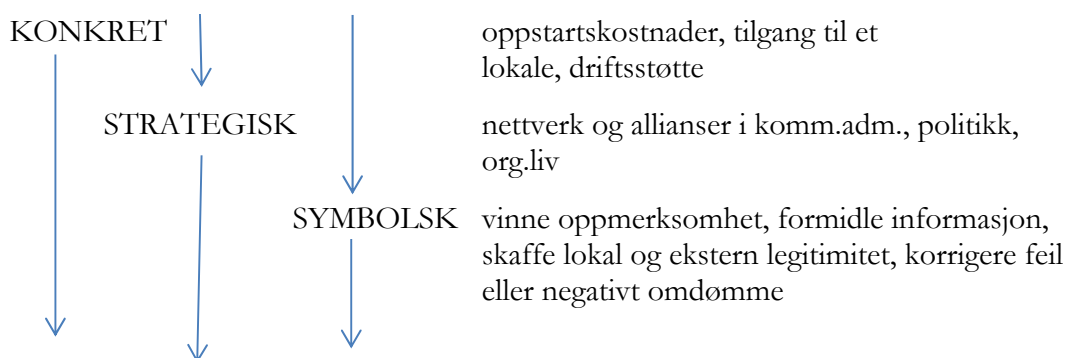 KONKRET oppstartskostnader, tilgang til et
lokale, driftsstøtte
STRATEGISK nettverk og allianser i komm.adm., politikk,
org.liv
SYMBOLSK vinne oppmerksomhet, formidle informasjon,
skaffe lokal og ekstern legitimitet, korrigere feil
eller negativt omdømme